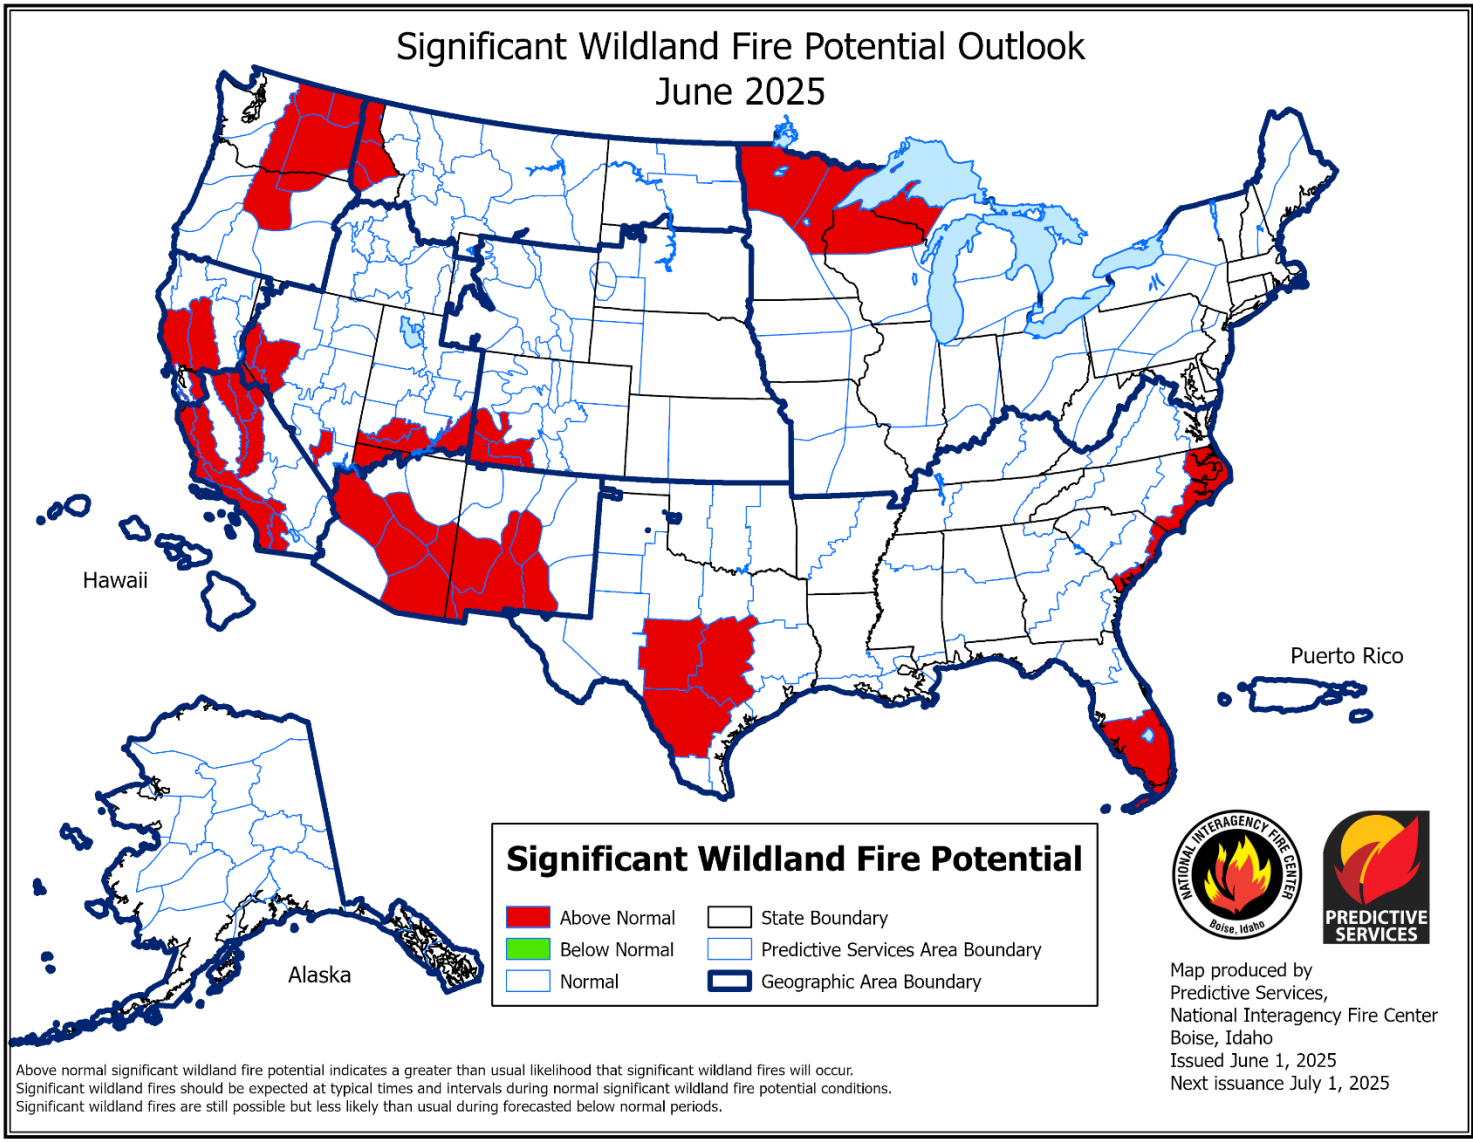 Significant Wildland Fire Potential Outlook
June 2025
Hawaii
Puerto Rico
Alaska
Significant Wildland Fire Potential
Above Normal
State Boundary
Below Normal
Predictive Services Area Boundary
Normal
Geographic Area Boundary
NATIONAL INTERAGENCY FIRE CENTER
Boise, Idaho
PREDICTIVE
SERVICES
Map produced by
Predictive Services,
National Interagency Fire Center
Boise, Idaho
Issued June 1, 2025
Next issuance July 1, 2025
Above normal significant wildland fire potential indicates a greater than usual likelihood that significant wildland fires will occur.
Significant wildland fires should be expected at typical times and intervals during normal significant wildland fire potential conditions.
Significant wildland fires are still possible but less likely than usual during forecasted below normal periods.